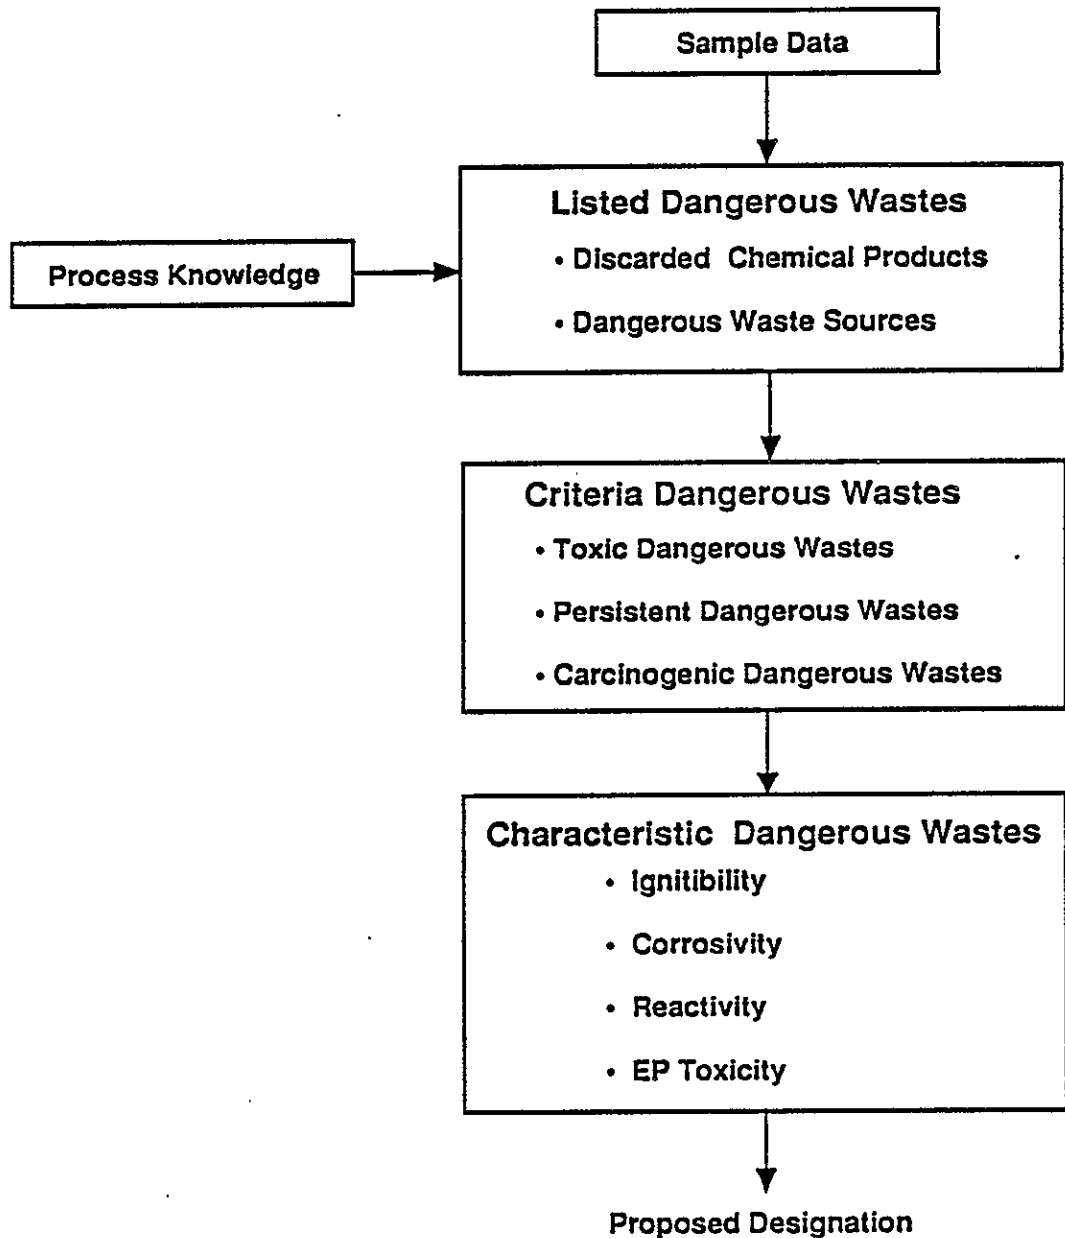 Sample Data
Listed Dangerous Wastes
• Discarded Chemical Products
Process Knowledge
• Dangerous Waste Sources
Criteria Dangerous Wastes
• Toxic Dangerous Wastes
• Persistent Dangerous Wastes
• Carcinogenic Dangerous Wastes
Characteristic Dangerous Wastes
• Ignitibility
• Corrosivity
• Reactivity
• EP Toxicity
Proposed Designation